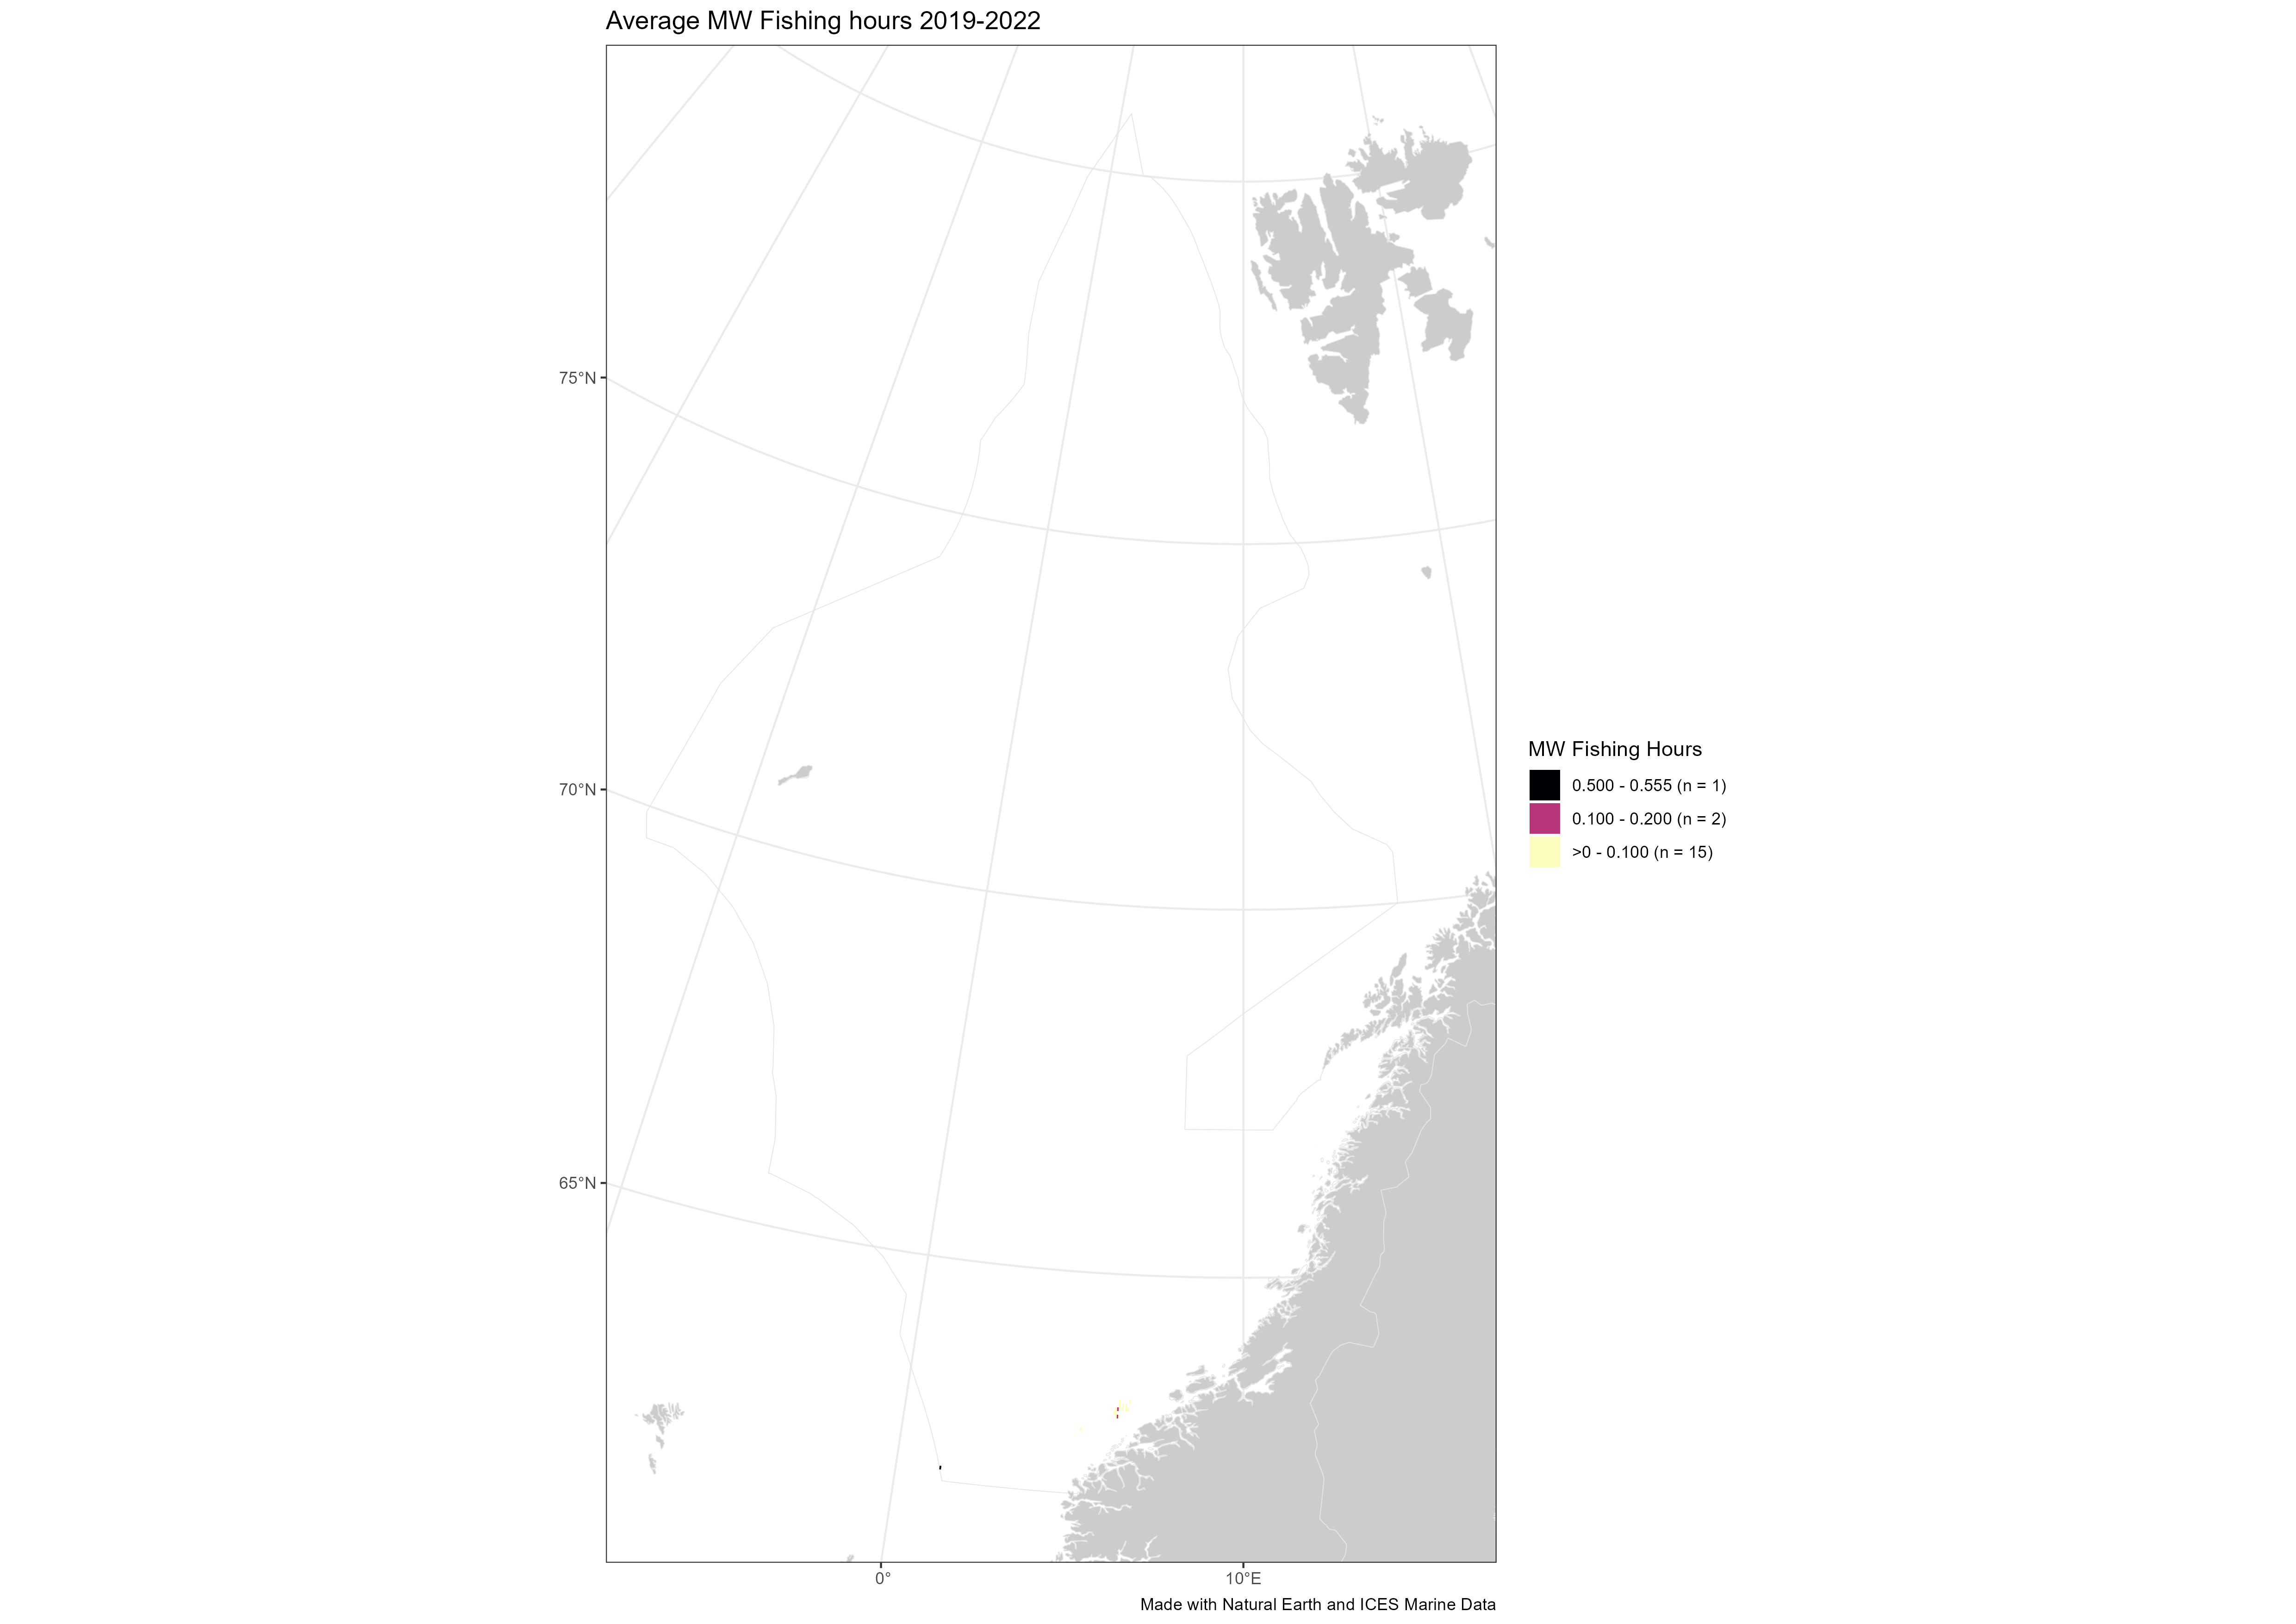 Average MW Fishing hours 2019-2022
75°N
70°N
65°N
0°
10°E
MW Fishing Hours
0.500 - 0.555 (n = 1)
0.100 - 0.200 (n = 2)
>0 - 0.100 (n = 15)
Made with Natural Earth and ICES Marine Data